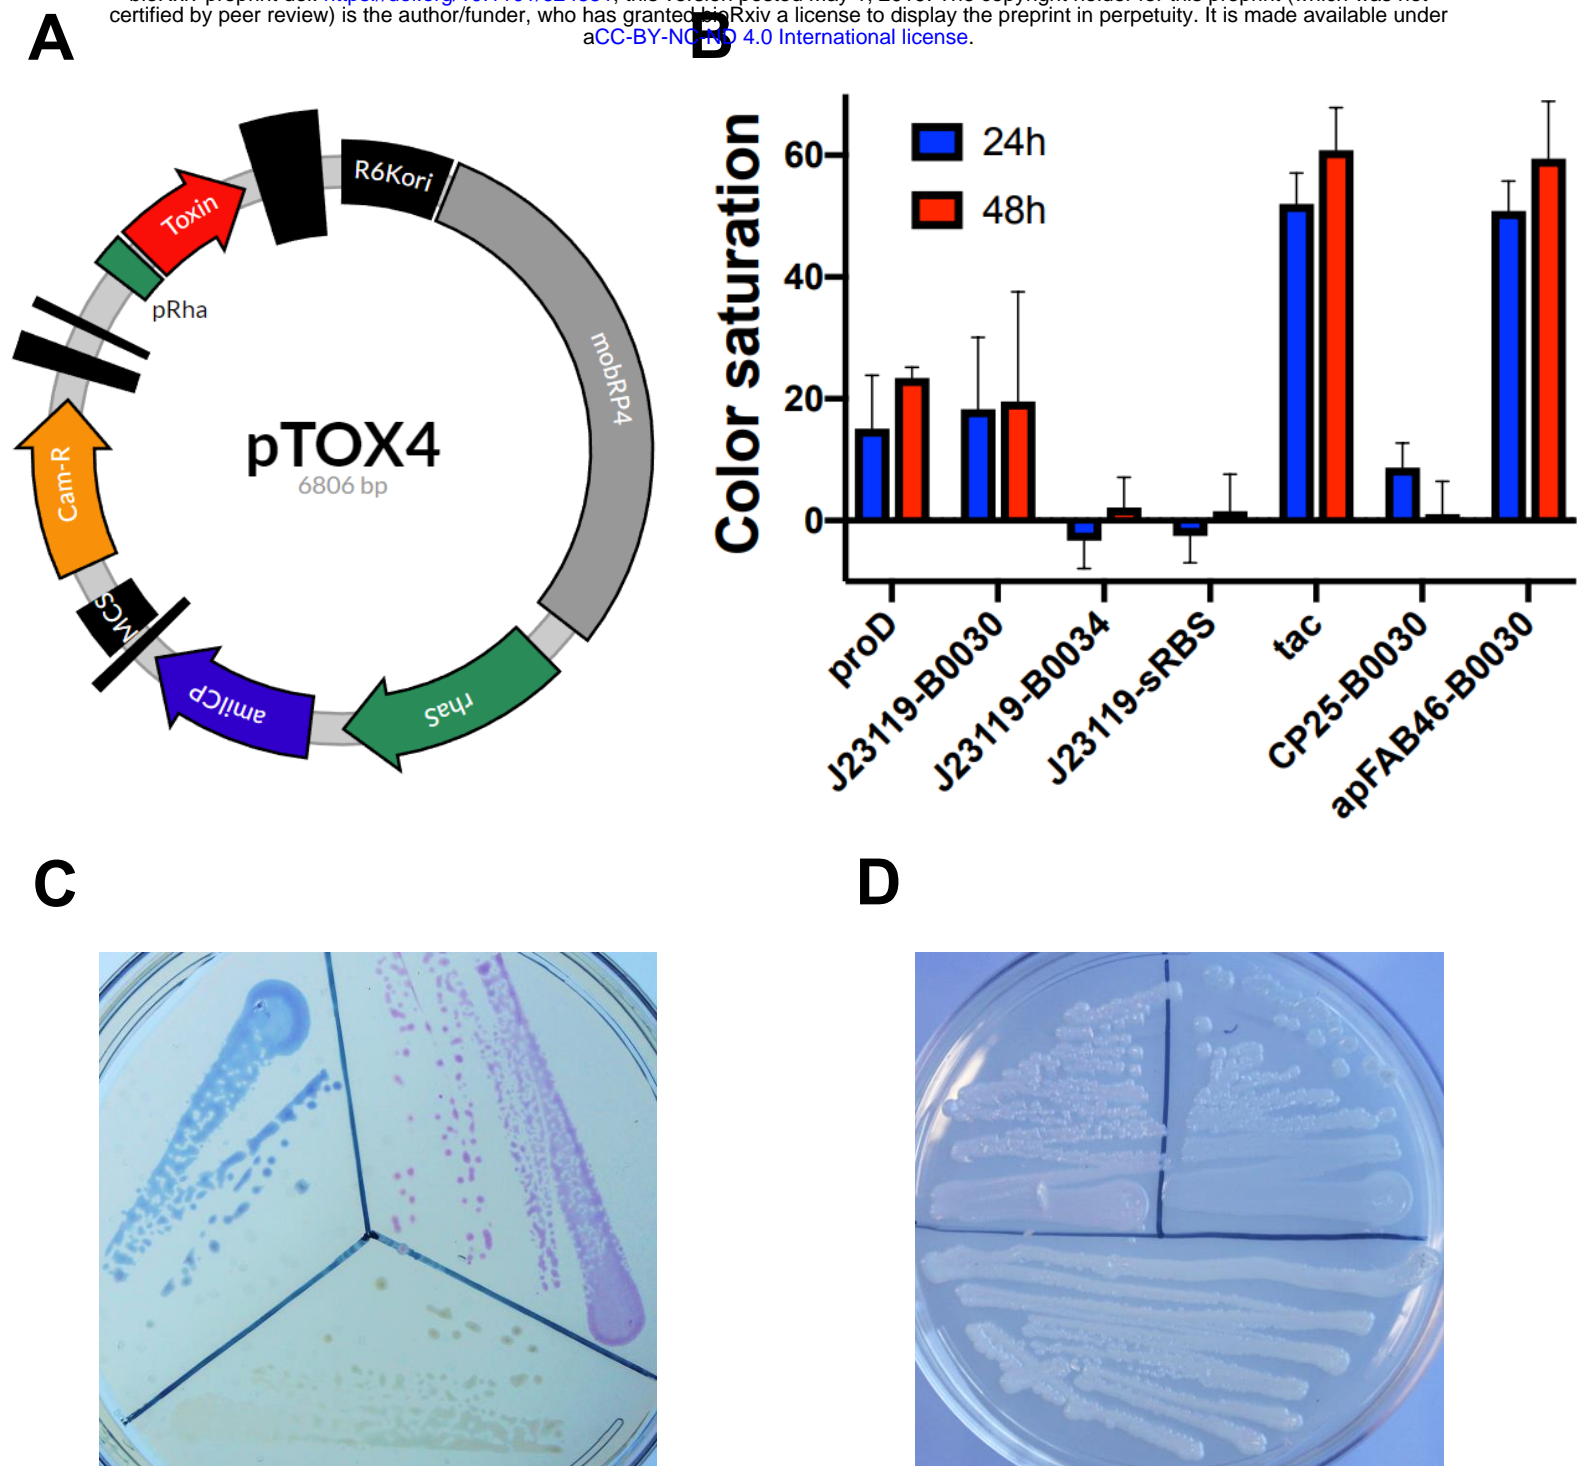 certified by peer review) is the author/funder, who has granted bioRxiv a license to display the preprint in perpetuity. It is made available under
aCC-BY-NC-ND 4.0 International license.
A
B
R6Kori
Toxin
pRha
mobRP4
pTOX4
6806 bp
Cam-R
MCS
amilCP
rhaS
Color saturation
24h
48h
60
40
20
0
proD
J23119-B0030
J23119-B0034
J23119-sRBS
tac
CP25-B0030
apFAB46-B0030
C
D